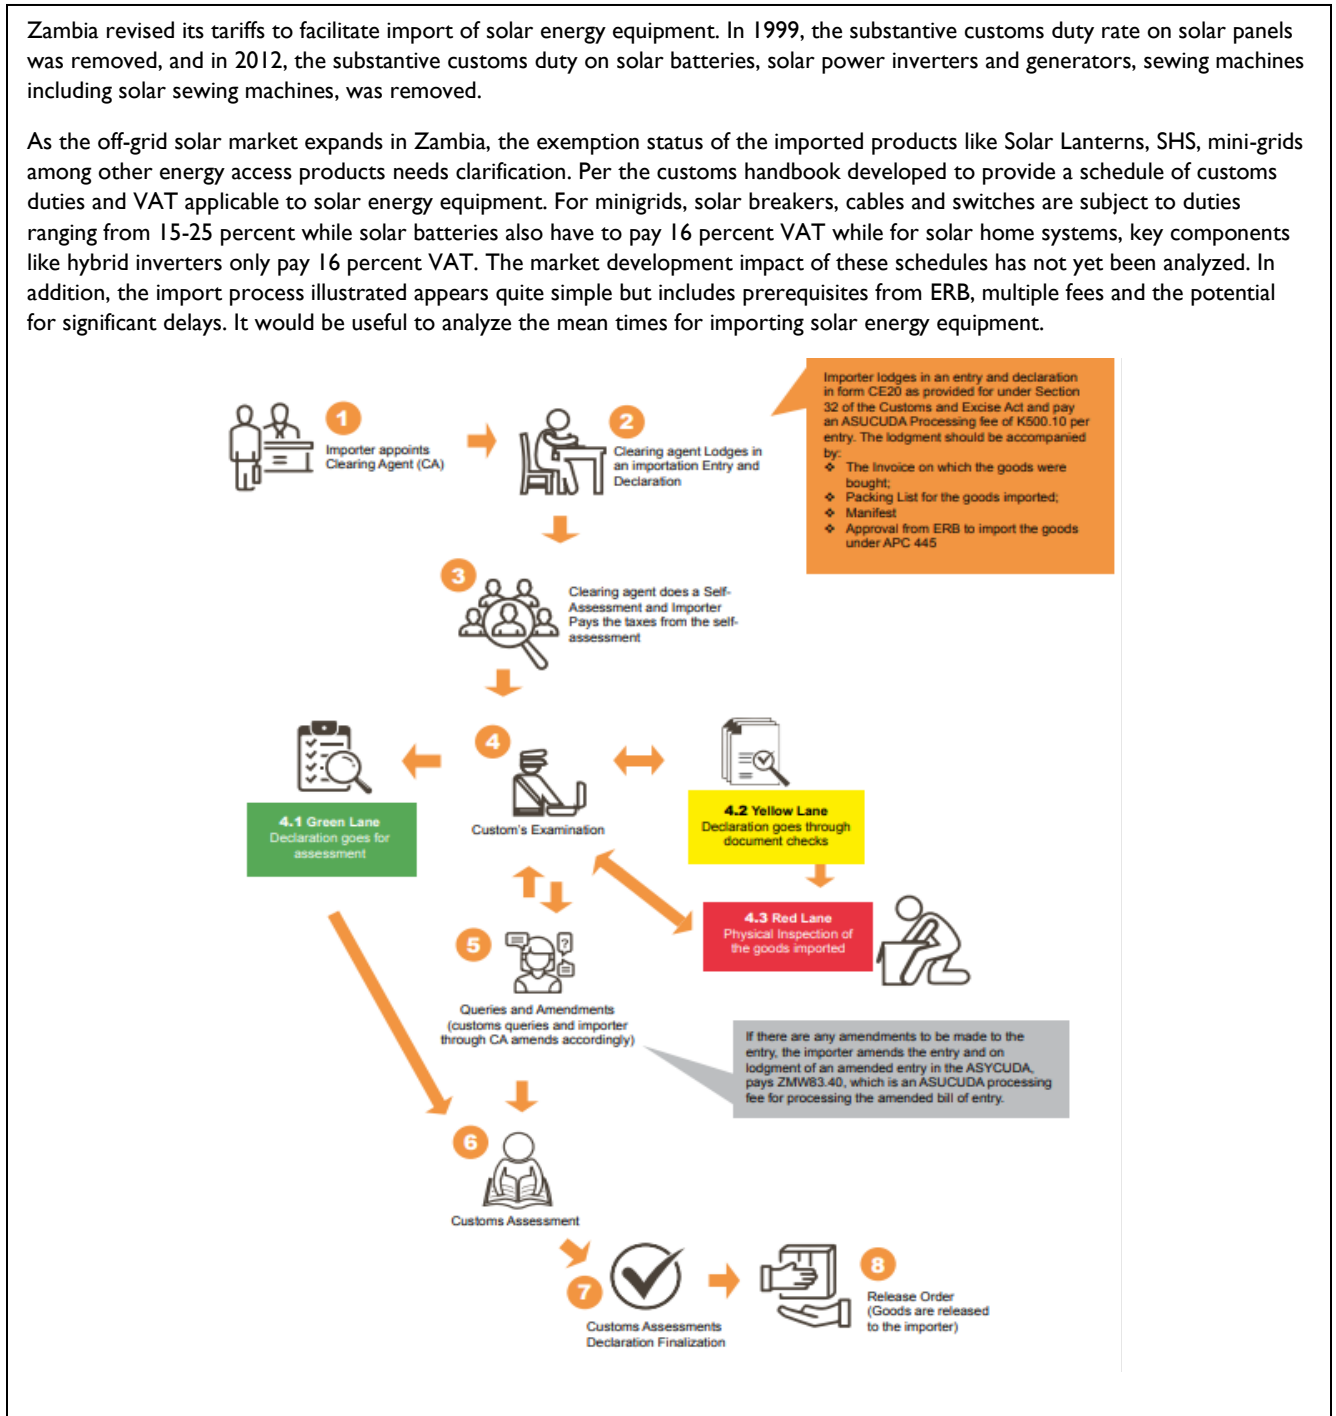 Zambia revised its tariffs to facilitate import of solar energy equipment. In 1999, the substantive customs duty rate on solar panels
was removed, and in 2012, the substantive customs duty on solar batteries, solar power inverters and generators, sewing machines
including solar sewing machines, was removed.
As the off-grid solar market expands in Zambia, the exemption status of the imported products like Solar Lanterns, SHS, mini-grids
among other energy access products needs clarification. Per the customs handbook developed to provide a schedule of customs
duties and VAT applicable to solar energy equipment. For minigrids, solar breakers, cables and switches are subject to duties
ranging from 15-25 percent while solar batteries also have to pay 16 percent VAT while for solar home systems, key components
like hybrid inverters only pay 16 percent VAT. The market development impact of these schedules has not yet been analyzed. In
addition, the import process illustrated appears quite simple but includes prerequisites from ERB, multiple fees and the potential
for significant delays. It would be useful to analyze the mean times for importing solar energy equipment.
1
Importer appoints
Clearing Agent (CA)
2
Clearing agent Lodges in
an importation Entry and
Declaration
Importer lodges in an entry and declaration
in form CE20 as provided for under Section
32 of the Customs and Excise Act and pay
an ASUCUDA Processing fee of K500.10 per
entry. The lodgment should be accompanied
by:
❖ The Invoice on which the goods were
bought;
❖ Packing List for the goods imported;
❖ Manifest
❖ Approval from ERB to import the goods
under APC 445
3
Clearing agent does a Self-
Assessment and Importer
Pays the taxes from the self-
assessment
4
Custom's Examination
4.1 Green Lane
Declaration goes for
assessment
4.2 Yellow Lane
Declaration goes through
document checks
4.3 Red Lane
Physical Inspection of
the goods imported
5
?
Queries and Amendments
(customs queries and importer
through CA amends accordingly)
If there are any amendments to be made to the
entry, the importer amends the entry and on
lodgment of an amended entry in the ASYCUDA,
pays ZMW83.40, which is an ASUCUDA processing
fee for processing the amended bill of entry.
6
Customs Assessment
7
Customs Assessments
Declaration Finalization
8
Release Order
(Goods are released
to the importer)